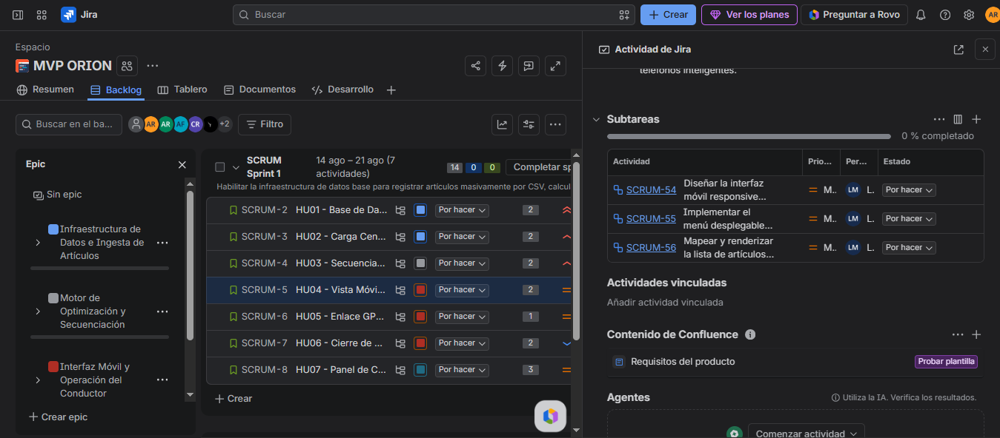 Jira
Buscar
Crear
Ver los planes
Preguntar a Rovo
AR
Espacio
MVP ORION
Resumen
Backlog
Tablero
Documentos
Desarrollo
Buscar en el ba...
AR
AR
AF
CR
+2
Filtro
Epic
Sin epic
Infraestructura de
Datos e Ingesta de
Artículos
Motor de
Optimización y
Secuenciación
Interfaz Móvil y
Operación del
Conductor
Crear epic
SCRUM
Sprint 1
14 ago – 21 ago (7
actividades)
14 0 0
Completar sp
Habilitar la infraestructura de datos base para registrar artículos masivamente por CSV, calcul
SCRUM-2 HU01 - Base de Da... Por hacer 2
SCRUM-3 HU02 - Carga Cen... Por hacer 2
SCRUM-4 HU03 - Secuencia... Por hacer 2
SCRUM-5 HU04 - Vista Móvi... Por hacer 2
SCRUM-6 HU05 - Enlace GP... Por hacer 1
SCRUM-7 HU06 - Cierre de ... Por hacer 2
SCRUM-8 HU07 - Panel de C... Por hacer 3
Crear
Actividad de Jira
teléfonos inteligentes.
Subtareas
0 % completado
Actividad Prio... Per... Estado
SCRUM-54 Diseñar la interfaz
móvil responsive... M.. LM L. Por hacer
SCRUM-55 Implementar el
menú desplegable... M.. LM L. Por hacer
SCRUM-56 Mapear y renderizar
la lista de artículos... M.. LM L. Por hacer
Actividades vinculadas
Añadir actividad vinculada
Contenido de Confluence
Requisitos del producto
Probar plantilla
Agentes
Utiliza la IA. Verifica los resultados.
Comenzar actividad